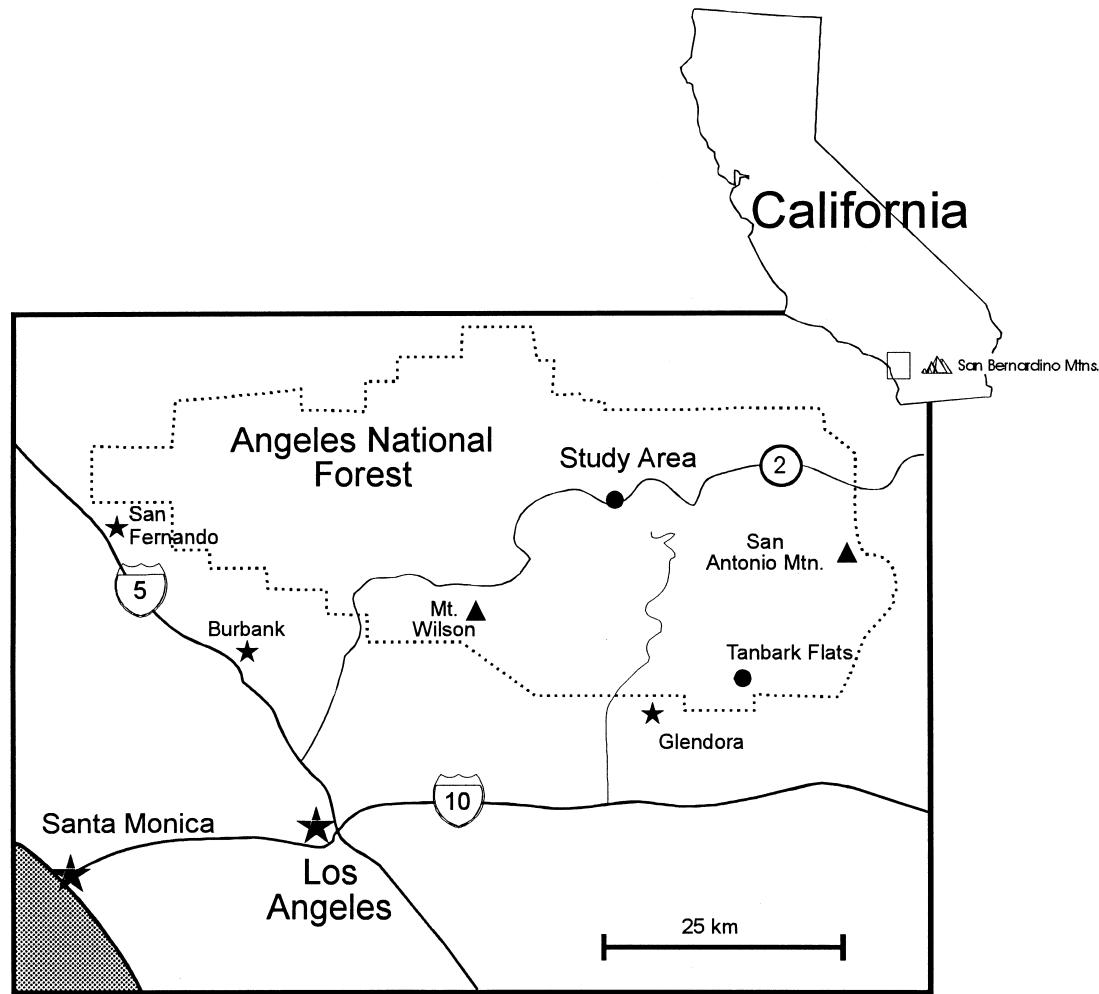 California
San Bernardino Mtns.
Angeles National
Forest
Study Area
2
San
Fernando
San
Antonio Mtn.
5
Mt.
Wilson
Burbank
Tanbark Flats
Glendora
10
Santa Monica
Los
Angeles
25 km